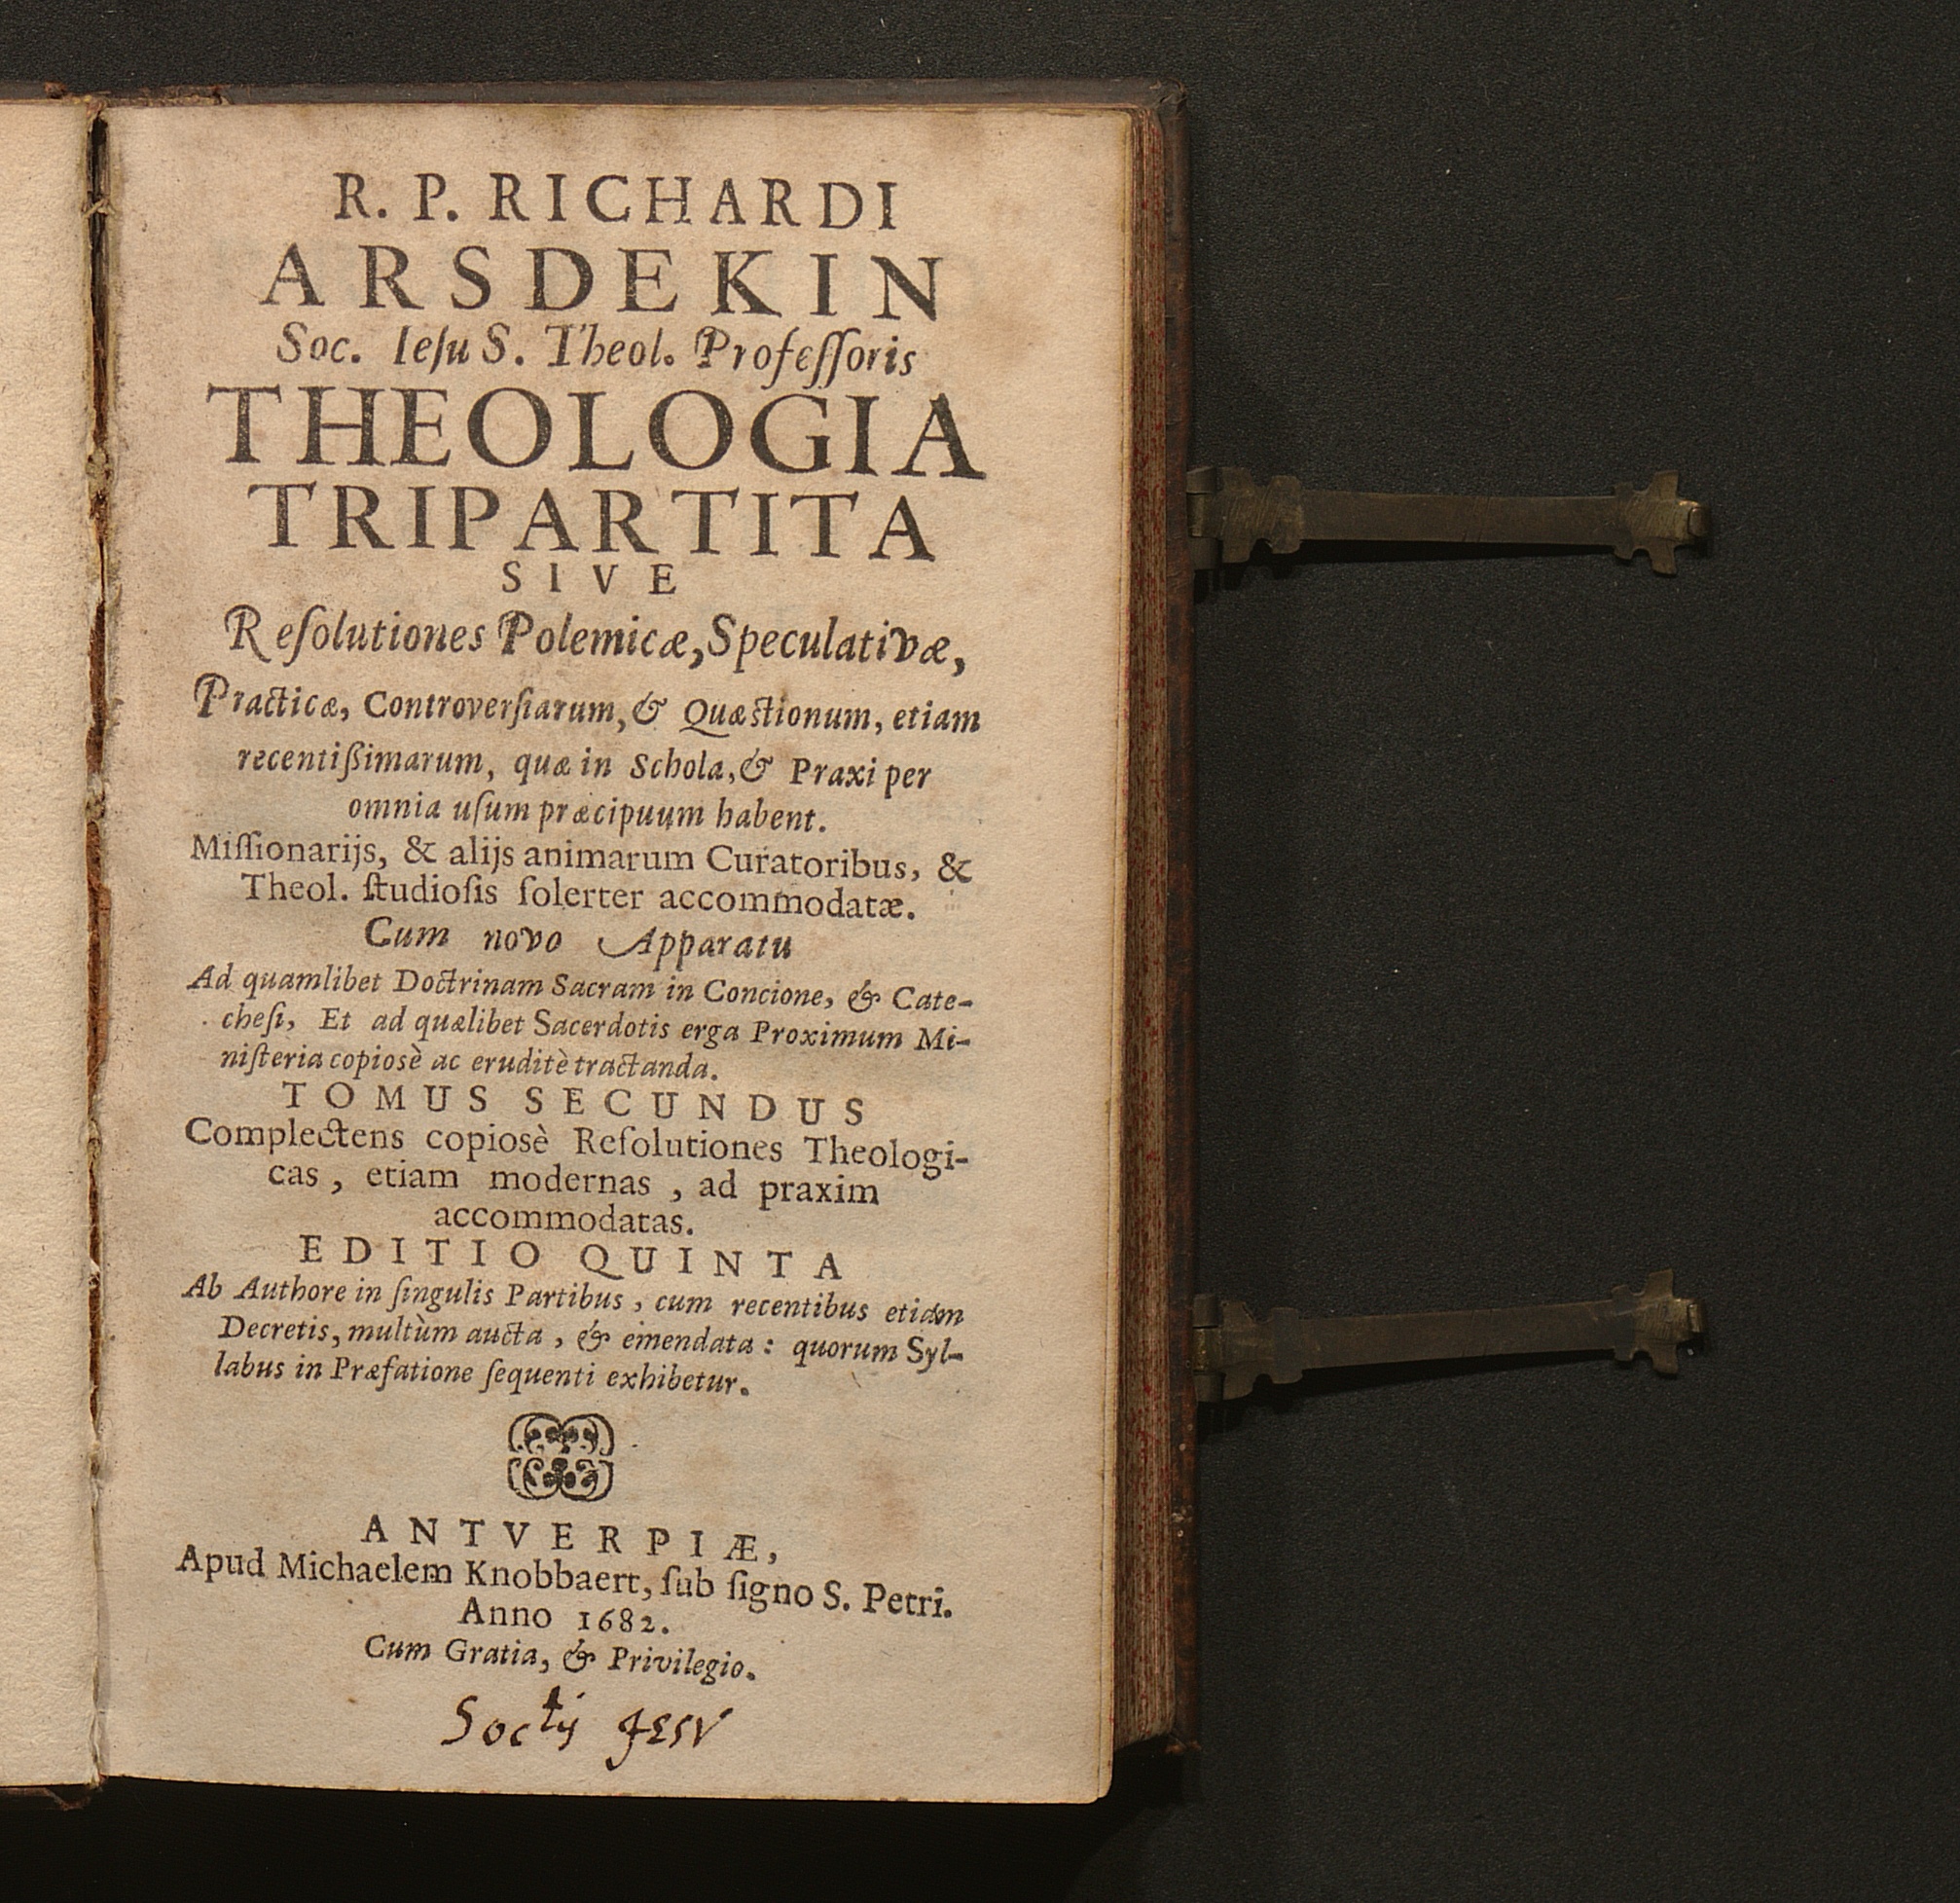 R. P. RICHARDI
ARSDEKIN
Soc. Ieſu S. Theol. Profeſſoris
THEOLOGIA
TRIPARTITA
SIVE
Reſolutiones Polemicæ, Speculativæ,
Practicæ, Controverſiarum, & Quæstionum, etiam
recentißimarum, quæ in Schola, & Praxi per
omnia uſum præcipuum habent.
Miſſionarijs, & alijs animarum Curatoribus, &
Theol. ſtudioſis ſolerter accommodatæ.
Cum novo Apparatu
Ad quamlibet Doctrinam Sacram in Concione, & Cate-
cheſi, Et ad quælibet Sacerdotis erga Proximum Mi-
niſteria copiosè ac eruditè tractanda.
TOMUS SECUNDUS
Complectens copiosè Reſolutiones Theologi-
cas, etiam modernas, ad praxim
accommodatas.
EDITIO QUINTA
Ab Authore in ſingulis Partibus, cum recentibus etiam
Decretis, multùm aucta, & emendata: quorum Syl-
labus in Præfatione ſequenti exhibetur.
ANTVERPIÆ,
Apud Michaelem Knobbaert, ſub ſigno S. Petri.
Anno 1682.
Cum Gratia, & Privilegio.
Soctij JESV